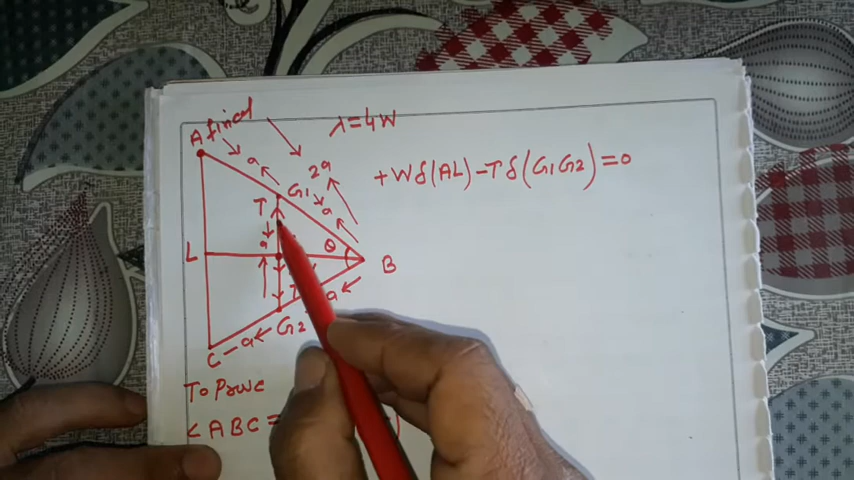 A fixed
λ=4W
a
2a
+Wδ(AL)-Tδ(G1G2)=0
G1
T
a
a
θ
L
B
T
a
G2
a
C
To Prove
<ABC=
)